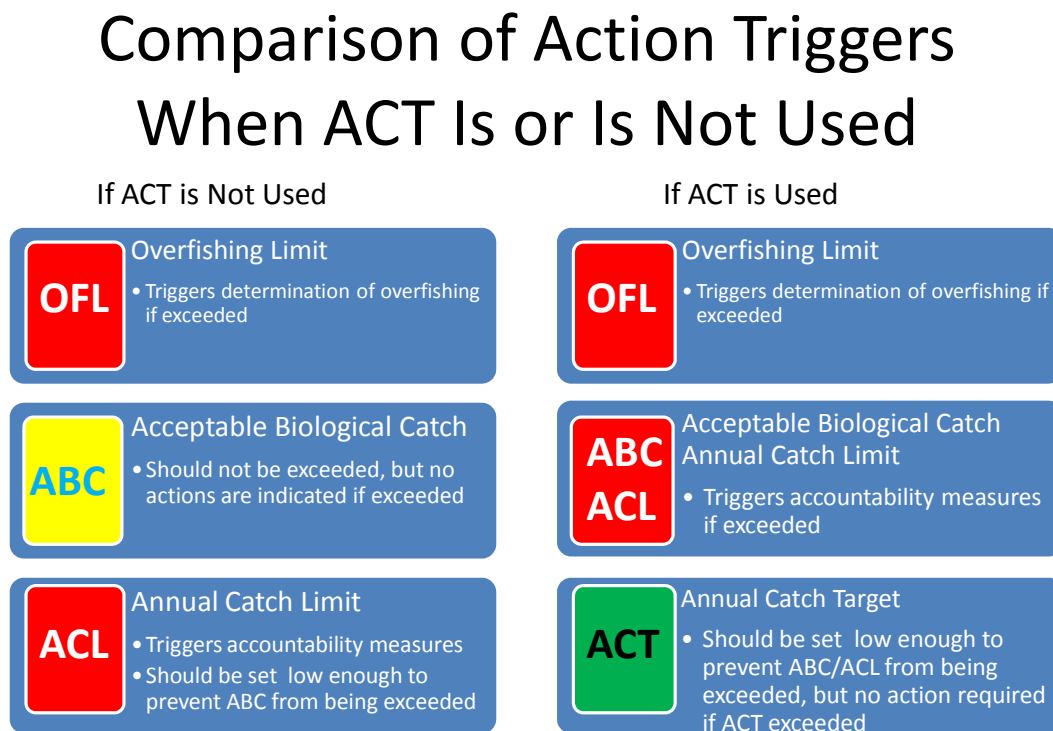 Comparison of Action Triggers
When ACT Is or Is Not Used
If ACT is Not Used
OFL
Overfishing Limit
• Triggers determination of overfishing
if exceeded
ABC
Acceptable Biological Catch
• Should not be exceeded, but no
actions are indicated if exceeded
ACL
Annual Catch Limit
• Triggers accountability measures
• Should be set low enough to
prevent ABC from being exceeded
If ACT is Used
OFL
Overfishing Limit
• Triggers determination of overfishing if
exceeded
ABC
ACL
Acceptable Biological Catch
Annual Catch Limit
• Triggers accountability measures
if exceeded
ACT
Annual Catch Target
• Should be set low enough to
prevent ABC/ACL from being
exceeded, but no action required
if ACT exceeded